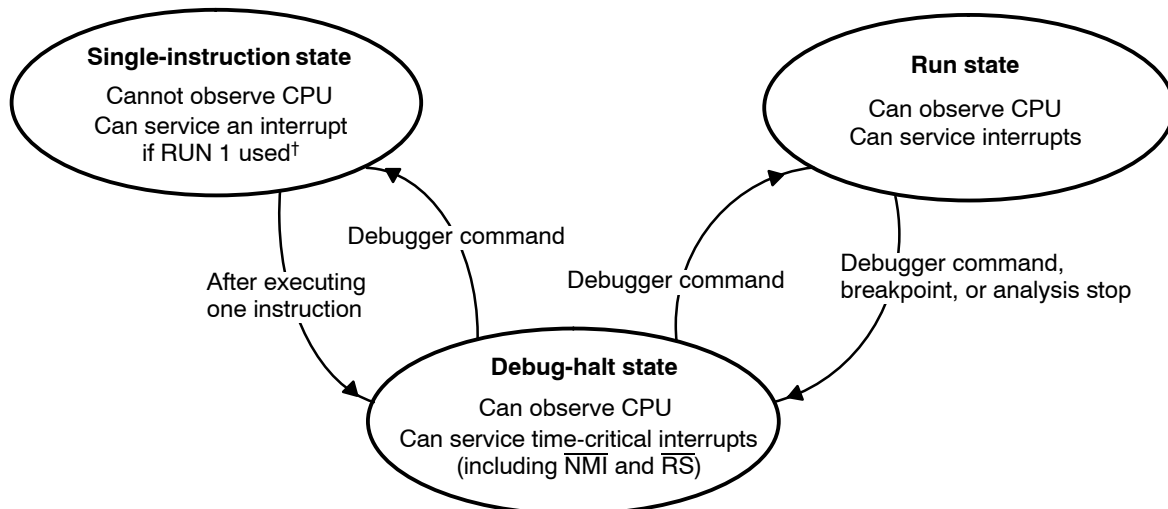 Single-instruction state
Cannot observe CPU
Can service an interrupt
if RUN 1 used†
Run state
Can observe CPU
Can service interrupts
Debugger command
After executing
one instruction
Debugger command
Debugger command,
breakpoint, or analysis stop
Debug-halt state
Can observe CPU
Can service time-critical interrupts
(including N̅M̅I̅ and R̅S̅)